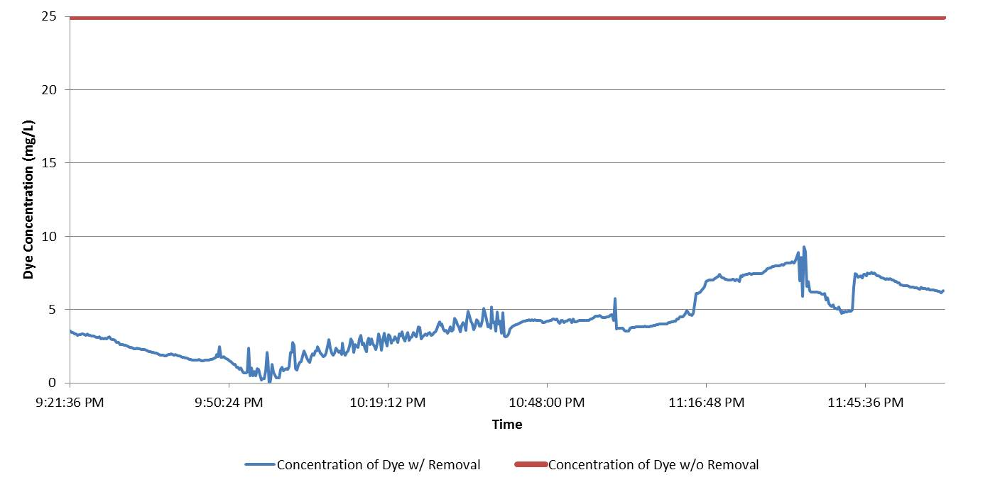 25
20
15
10
5
0
Dye Concentration (mg/L)
9:21:36 PM 9:50:24 PM 10:19:12 PM 10:48:00 PM 11:16:48 PM 11:45:36 PM
Time
Concentration of Dye w/ Removal Concentration of Dye w/o Removal